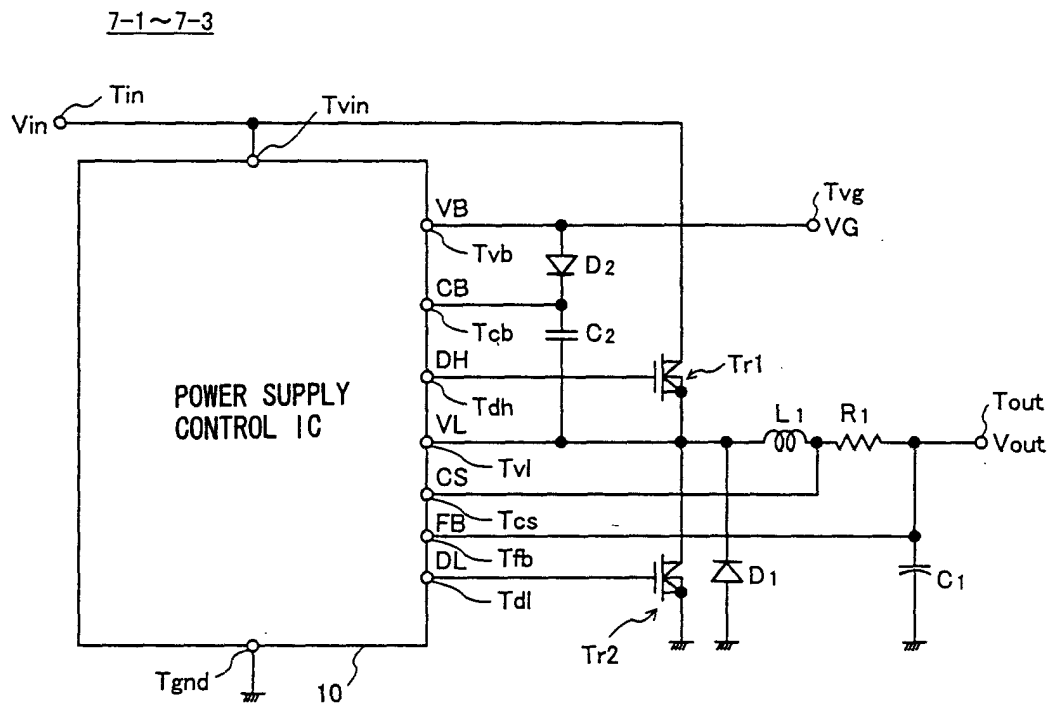 7-1～7-3
Tin
Vin
Tvin
VB
Tvb
Tvg
VG
D2
CB
Tcb
C2
DH
Tdh
Tr1
POWER SUPPLY
CONTROL IC
VL
Tvl
L1
R1
Tout
Vout
CS
Tcs
FB
Tfb
DL
Tdl
D1
C1
Tr2
Tgnd
10